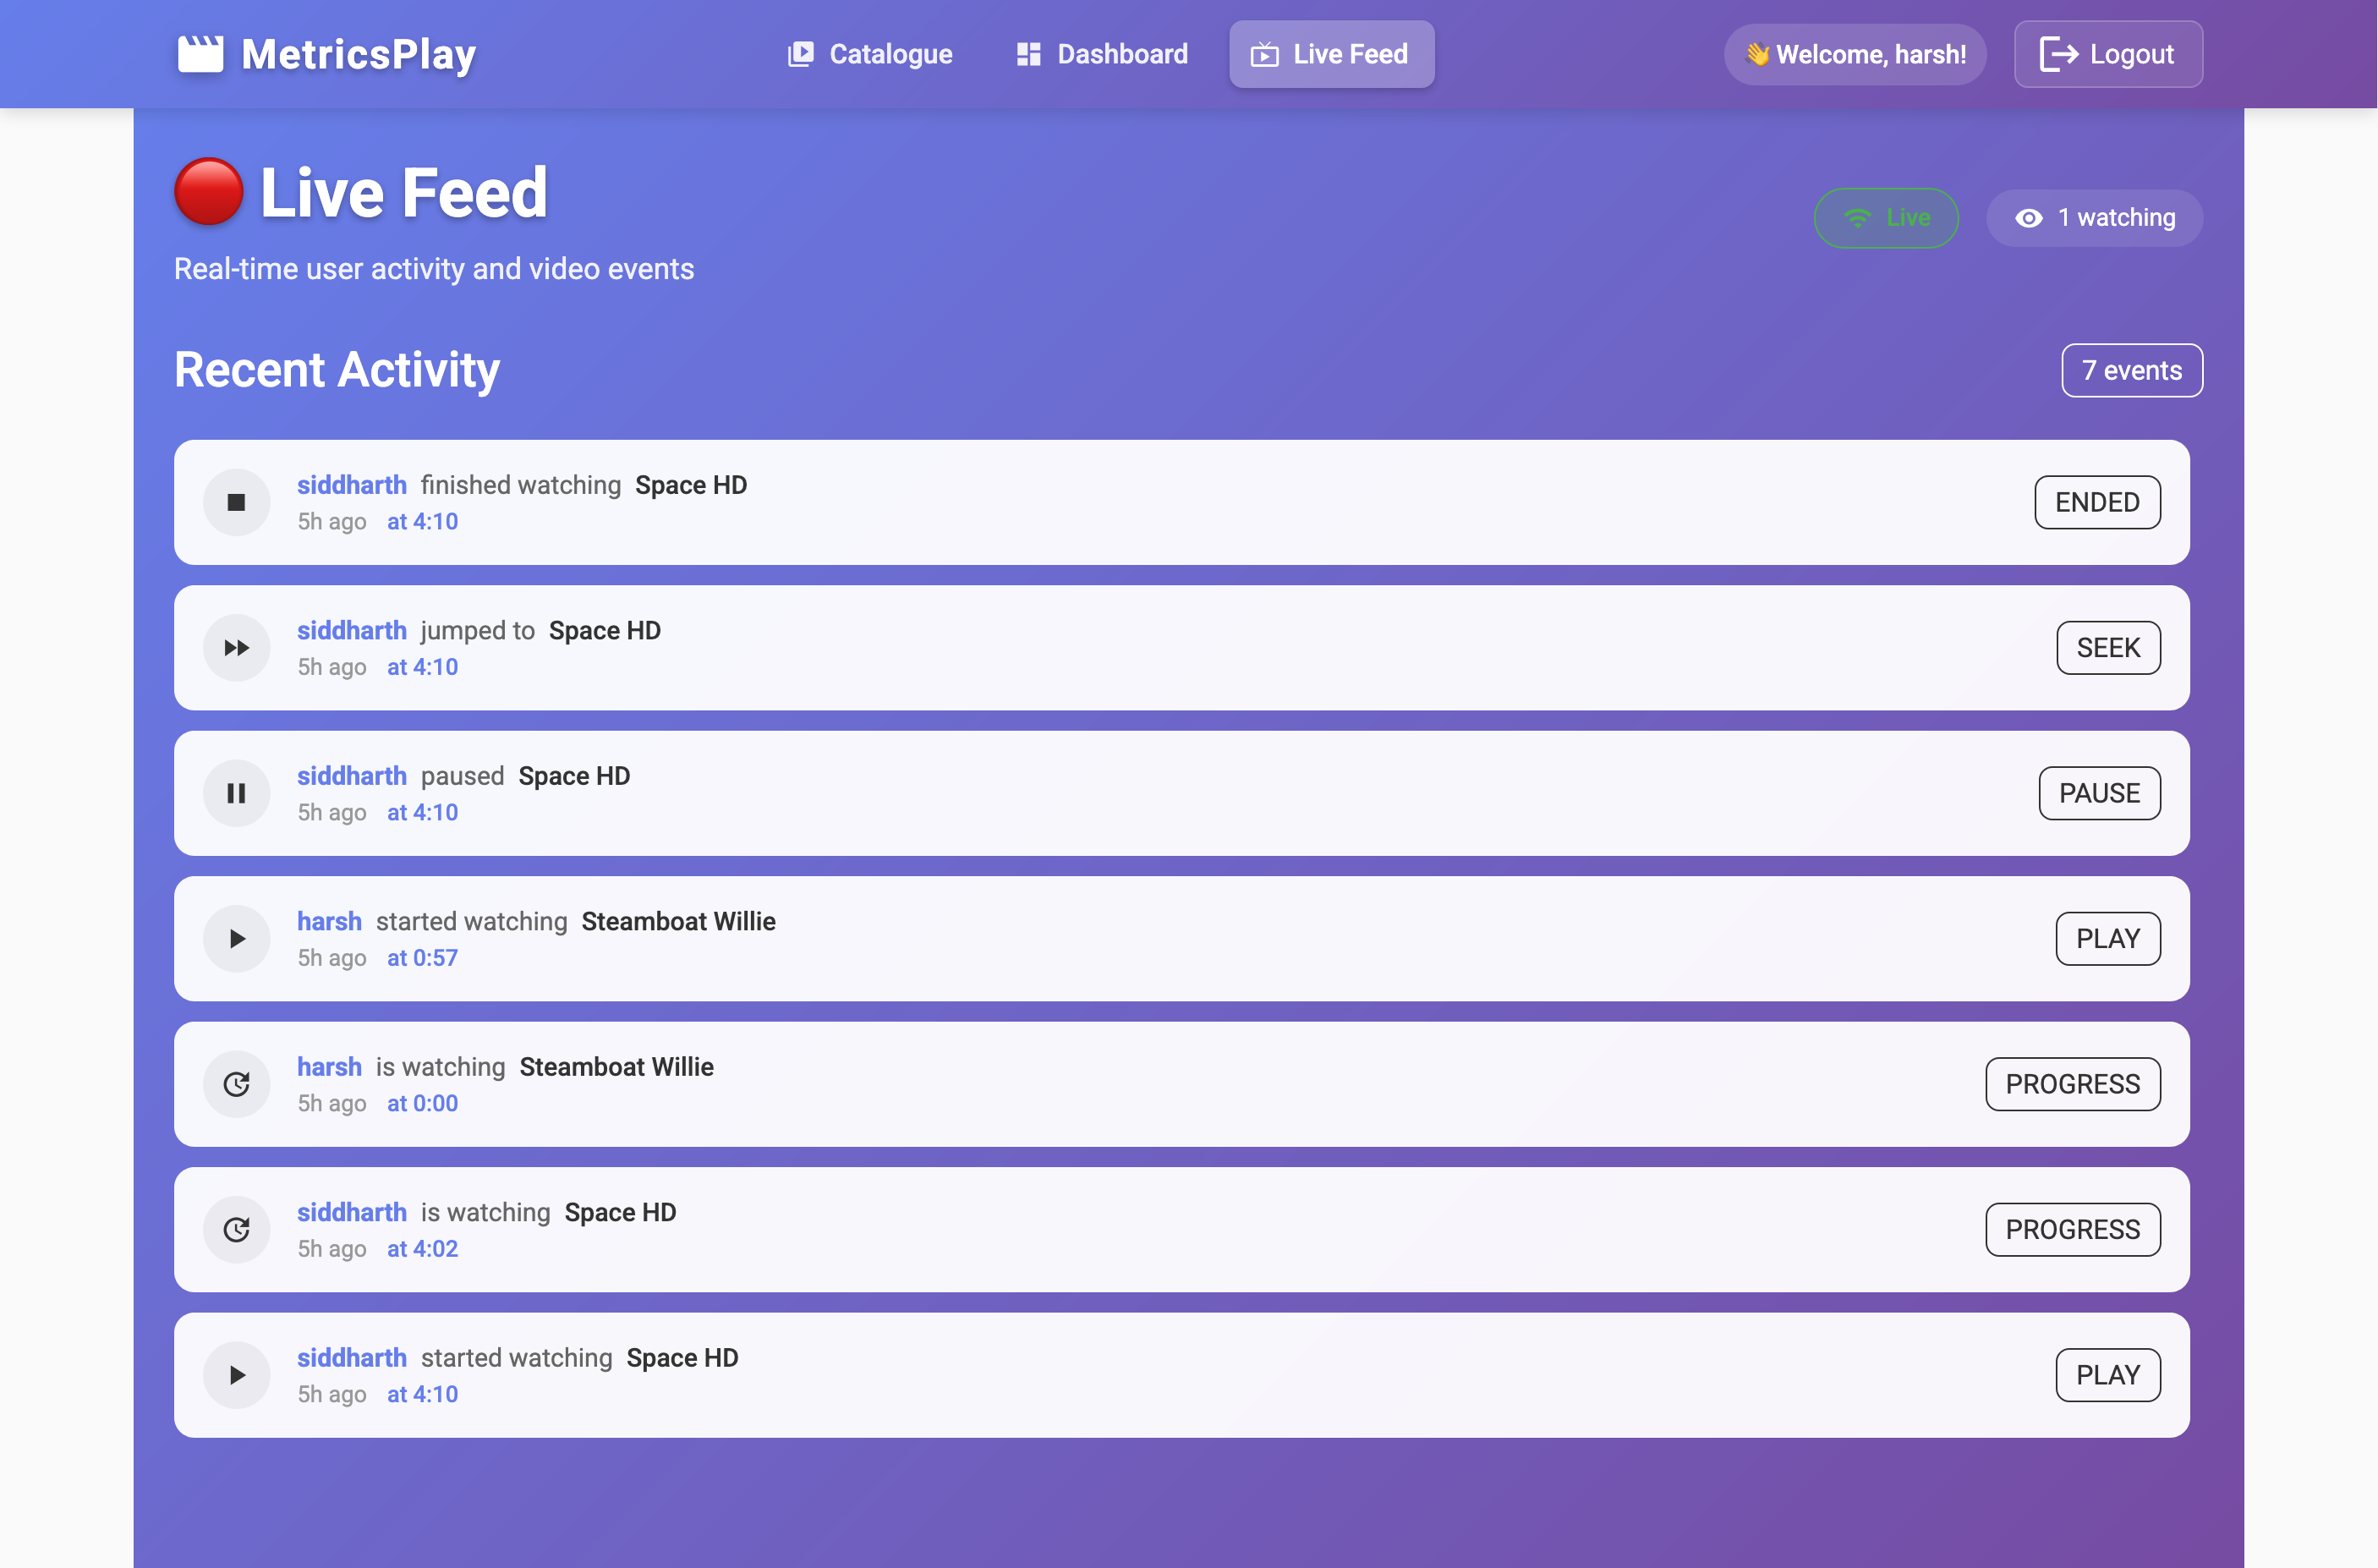 MetricsPlay
Catalogue
Dashboard
Live Feed
👋 Welcome, harsh!
Logout
Live Feed
Real-time user activity and video events
Live
1 watching
Recent Activity
7 events
siddharth finished watching Space HD
5h ago at 4:10
ENDED
siddharth jumped to Space HD
5h ago at 4:10
SEEK
siddharth paused Space HD
5h ago at 4:10
PAUSE
harsh started watching Steamboat Willie
5h ago at 0:57
PLAY
harsh is watching Steamboat Willie
5h ago at 0:00
PROGRESS
siddharth is watching Space HD
5h ago at 4:02
PROGRESS
siddharth started watching Space HD
5h ago at 4:10
PLAY